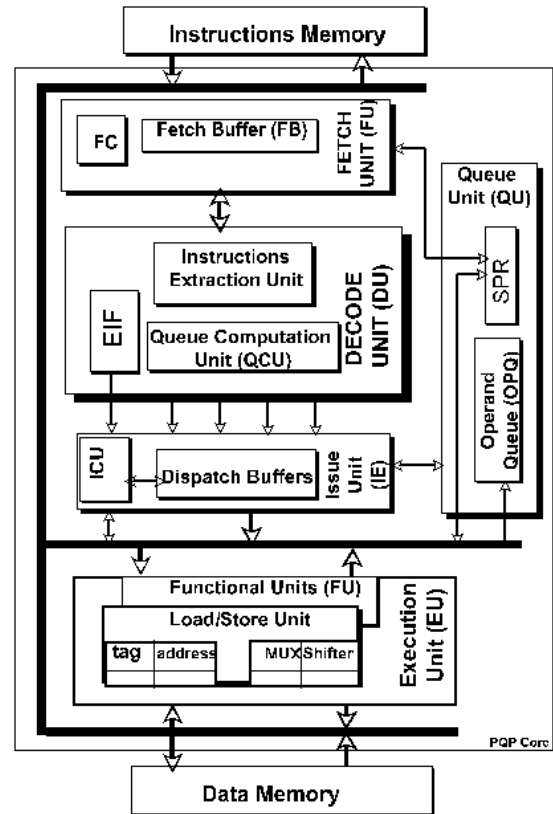 Instructions Memory
FC
Fetch Buffer (FB)
FETCH
UNIT (FU)
Queue
Unit (QU)
SPR
Operand
Queue (OPQ)
Instructions
Extraction Unit
EIF
Queue Computation
Unit (QCU)
DECODE
UNIT (DU)
ICU
Dispatch Buffers
Issue
Unit
(IE)
Functional Units (FU)
Load/Store Unit
tag address MUX Shifter
Execution
Unit (EU)
PQP Core
Data Memory